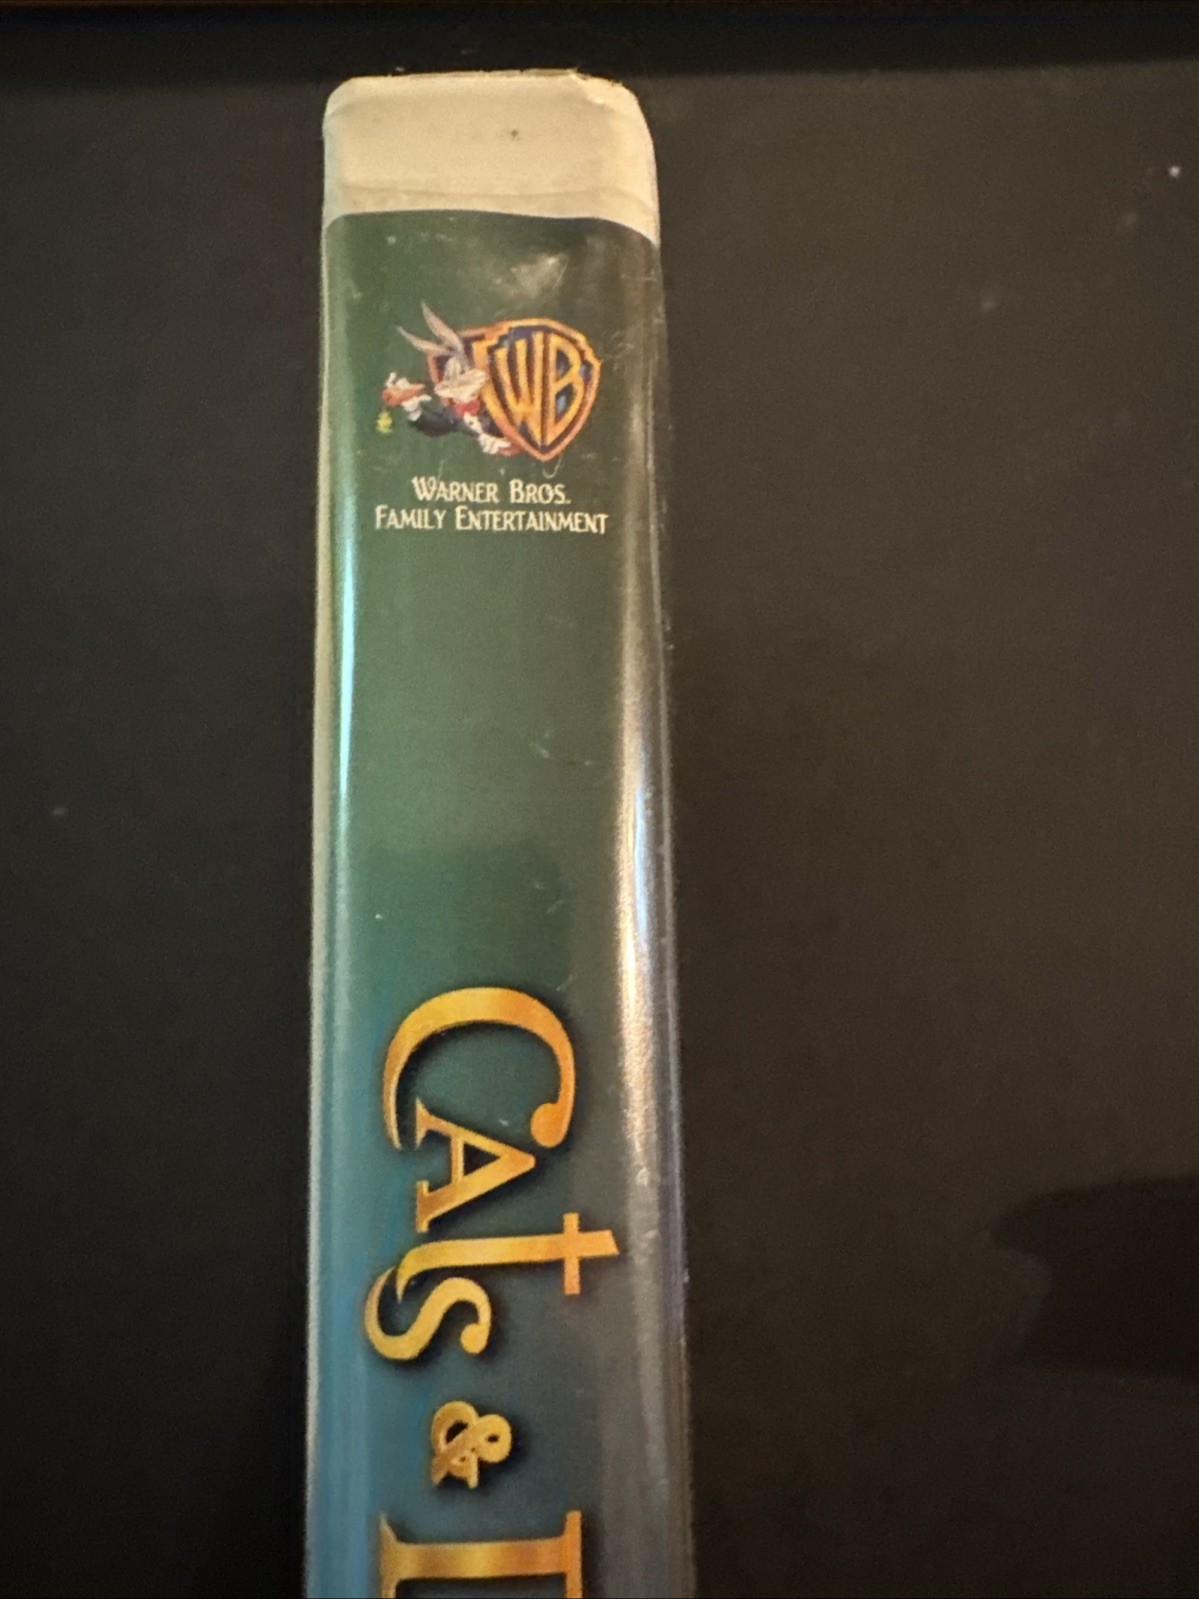 WB
WARNER BROS.
FAMILY ENTERTAINMENT
Cats &